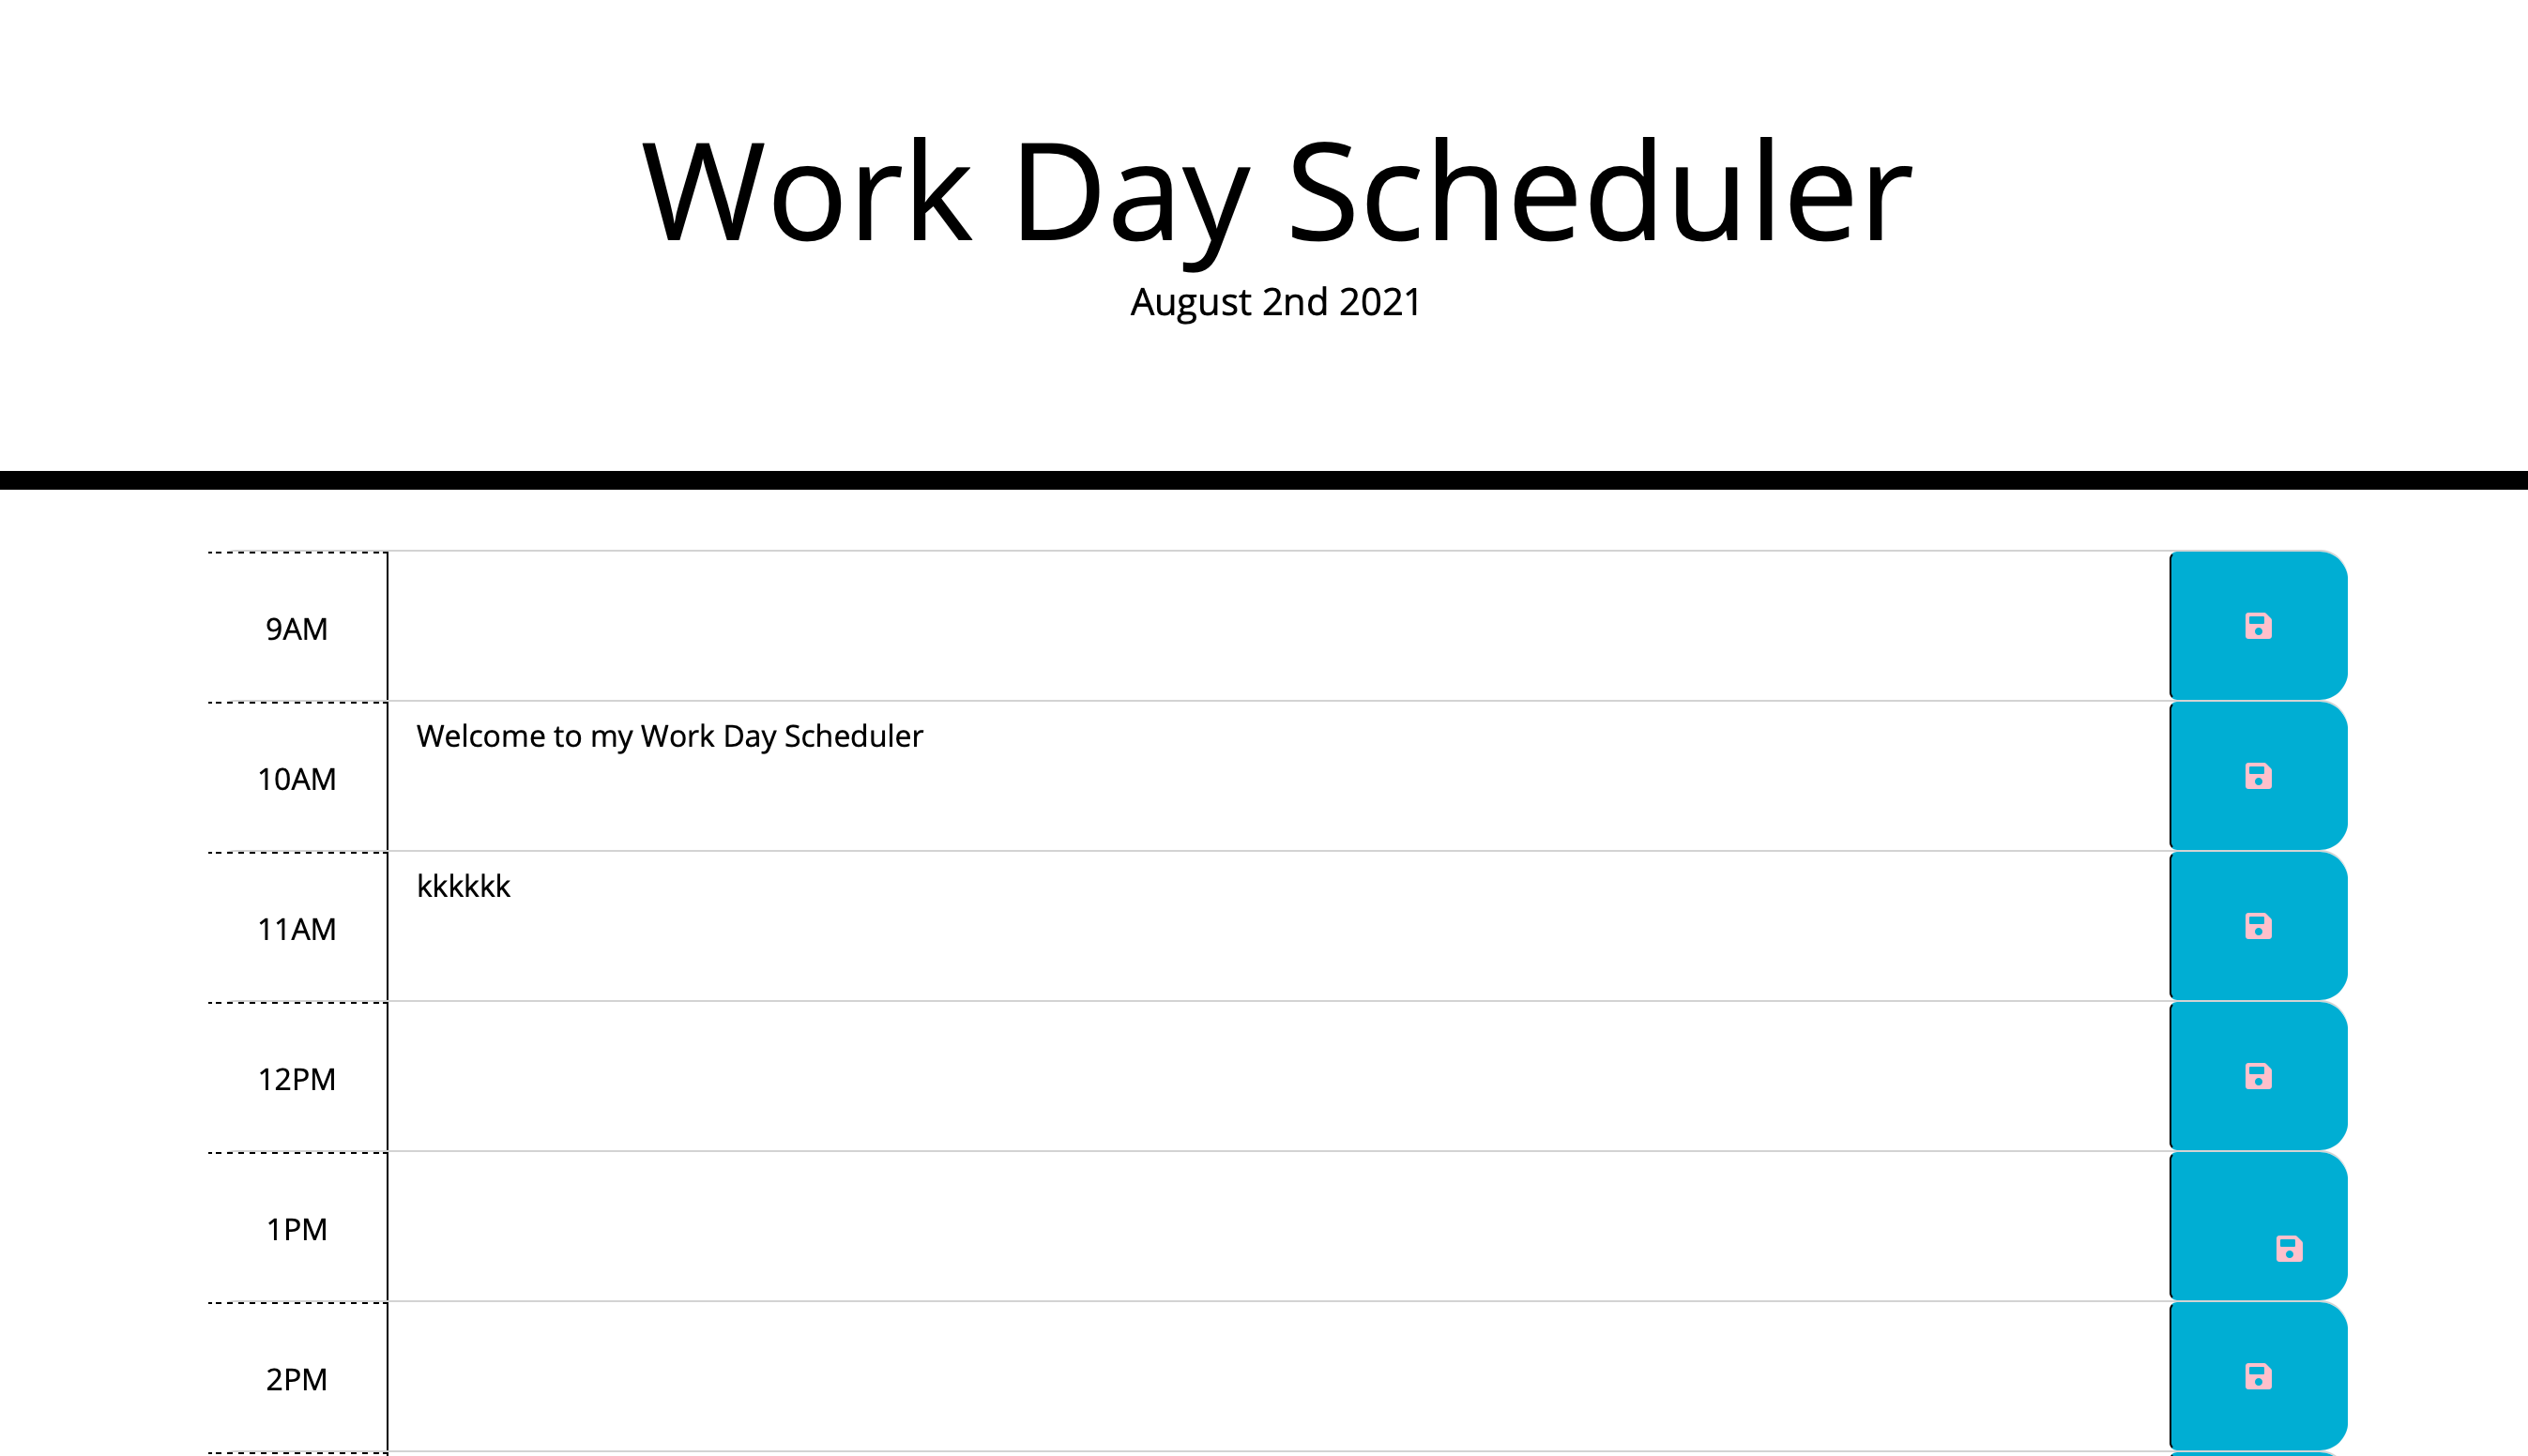 Work Day Scheduler
August 2nd 2021
9AM
10AM
Welcome to my Work Day Scheduler
11AM
kkkkkk
12PM
1PM
2PM